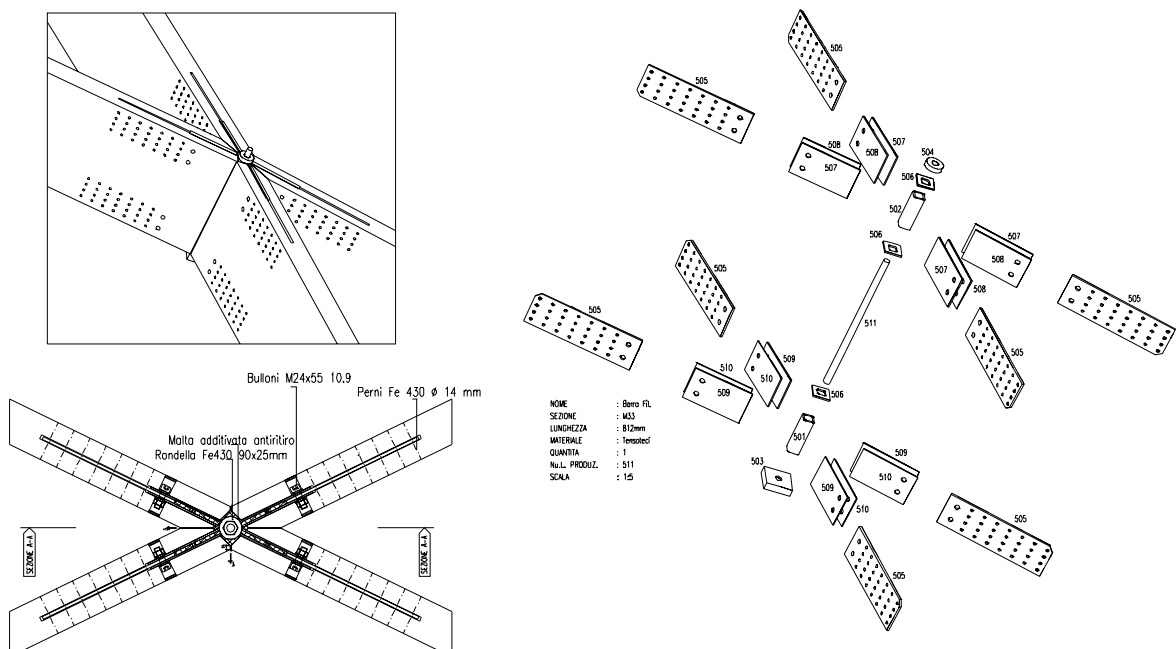 Bulloni M24x55 10.9
Perni Fe 430 ø 14 mm
Malta additivata antiritiro
Rondella Fe430 90x25mm
SEZIONE A-A
SEZIONE A-A
505
505
508
507
507
508
504
506
502
506
507
508
507
508
505
505
511
505
505
509
510
510
509
506
501
503
509
510
509
510
505
505
NOME : Barra Fil.
SEZIONE : M33
LUNGHEZZA : 812mm
MATERIALE :
QUANTITA : 1
Nu.L. PRODUZ. : 511
SCALA : 1:5